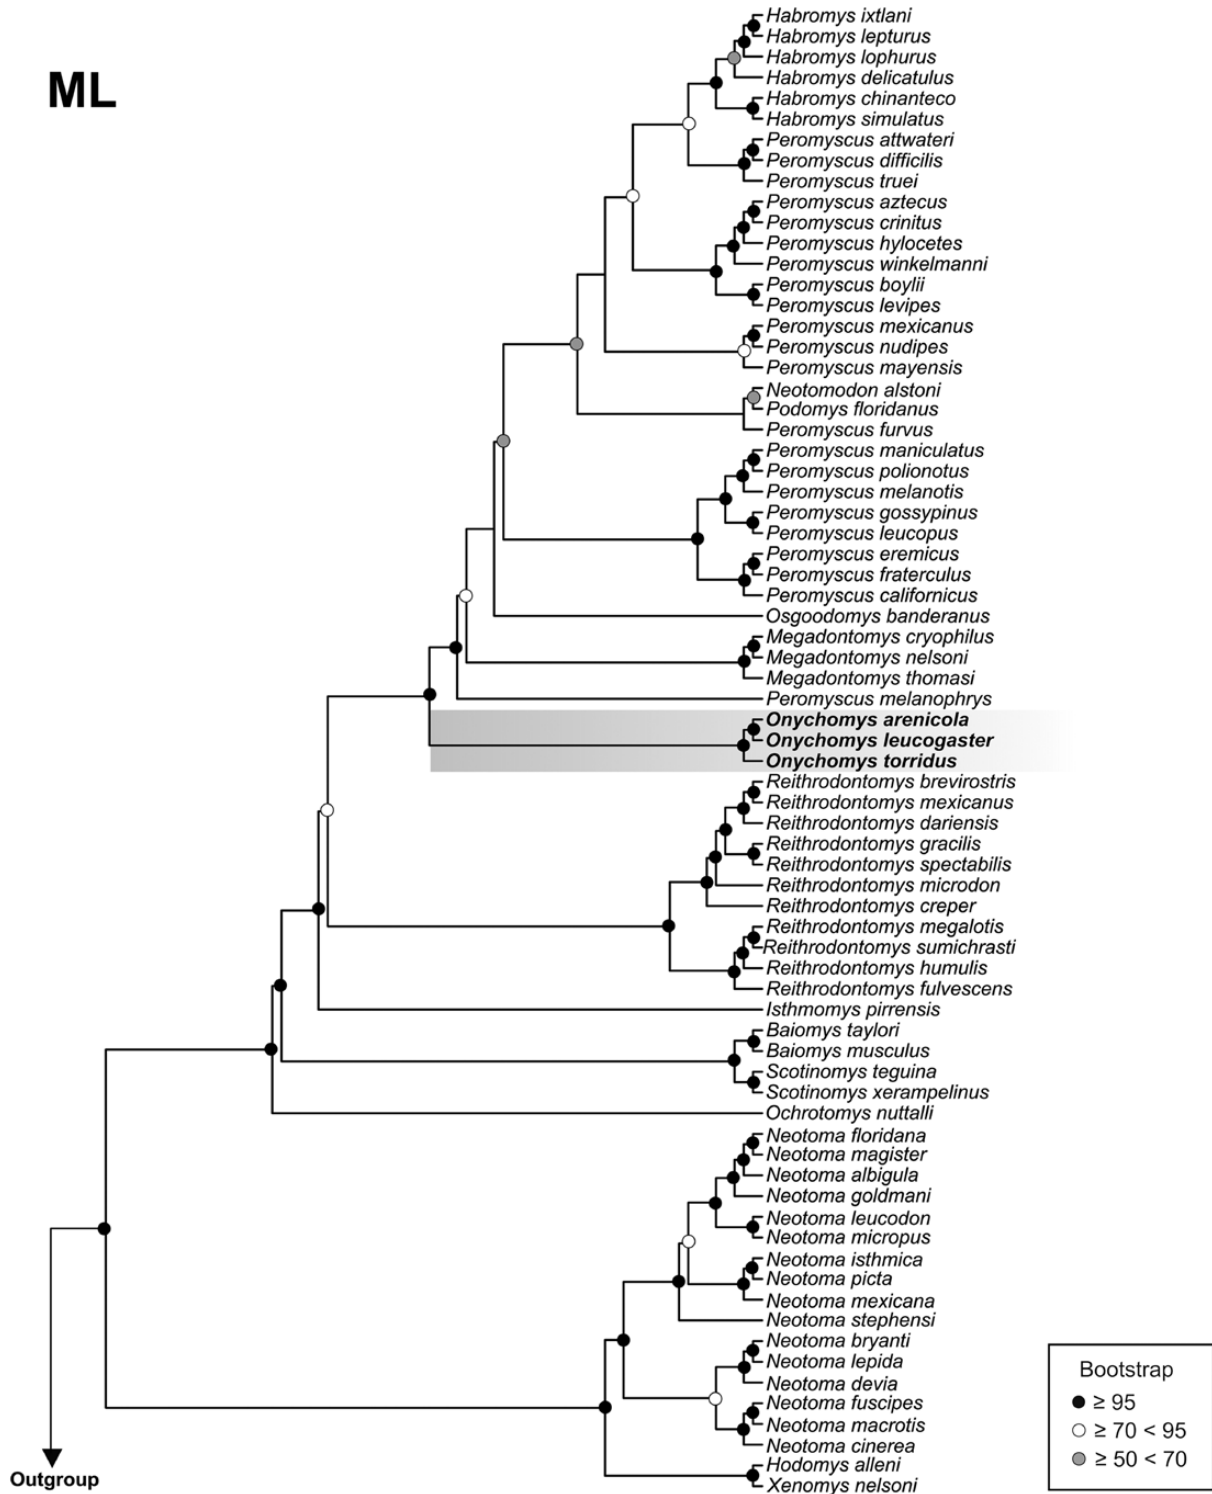 ML
Habromys ixtlani
Habromys lepturus
Habromys lophurus
Habromys delicatulus
Habromys chinanteco
Habromys simulatus
Peromyscus attwateri
Peromyscus difficilis
Peromyscus truei
Peromyscus aztecus
Peromyscus crinitus
Peromyscus hylocetes
Peromyscus winkelmanni
Peromyscus boylii
Peromyscus levipes
Peromyscus mexicanus
Peromyscus nudipes
Peromyscus mayensis
Neotomodon alstoni
Podomys floridanus
Peromyscus furvus
Peromyscus maniculatus
Peromyscus polionotus
Peromyscus melanotis
Peromyscus gossypinus
Peromyscus leucopus
Peromyscus eremicus
Peromyscus fraterculus
Peromyscus californicus
Osgoodomys banderanus
Megadontomys cryophilus
Megadontomys nelsoni
Megadontomys thomasi
Peromyscus melanophrys
Onychomys arenicola
Onychomys leucogaster
Onychomys torridus
Reithrodontomys brevirostris
Reithrodontomys mexicanus
Reithrodontomys dariensis
Reithrodontomys gracilis
Reithrodontomys spectabilis
Reithrodontomys microdon
Reithrodontomys creper
Reithrodontomys megalotis
Reithrodontomys sumichrasti
Reithrodontomys humulis
Reithrodontomys fulvescens
Isthmomys pirrensis
Baiomys taylori
Baiomys musculus
Scotinomys teguina
Scotinomys xerampelinus
Ochrotomys nuttalli
Neotoma floridana
Neotoma magister
Neotoma albigula
Neotoma goldmani
Neotoma leucodon
Neotoma micropus
Neotoma isthmica
Neotoma picta
Neotoma mexicana
Neotoma stephensi
Neotoma bryanti
Neotoma lepida
Neotoma devia
Neotoma fuscipes
Neotoma macrotis
Neotoma cinerea
Hodomys alleni
Xenomys nelsoni
Outgroup
Bootstrap
≥ 95
≥ 70 < 95
≥ 50 < 70